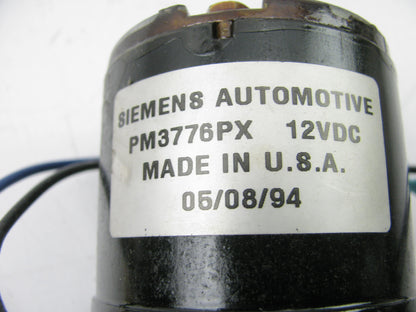 SIEMENS AUTOMOTIVE
PM3776PX 12VDC
MADE IN U.S.A.
05/08/94